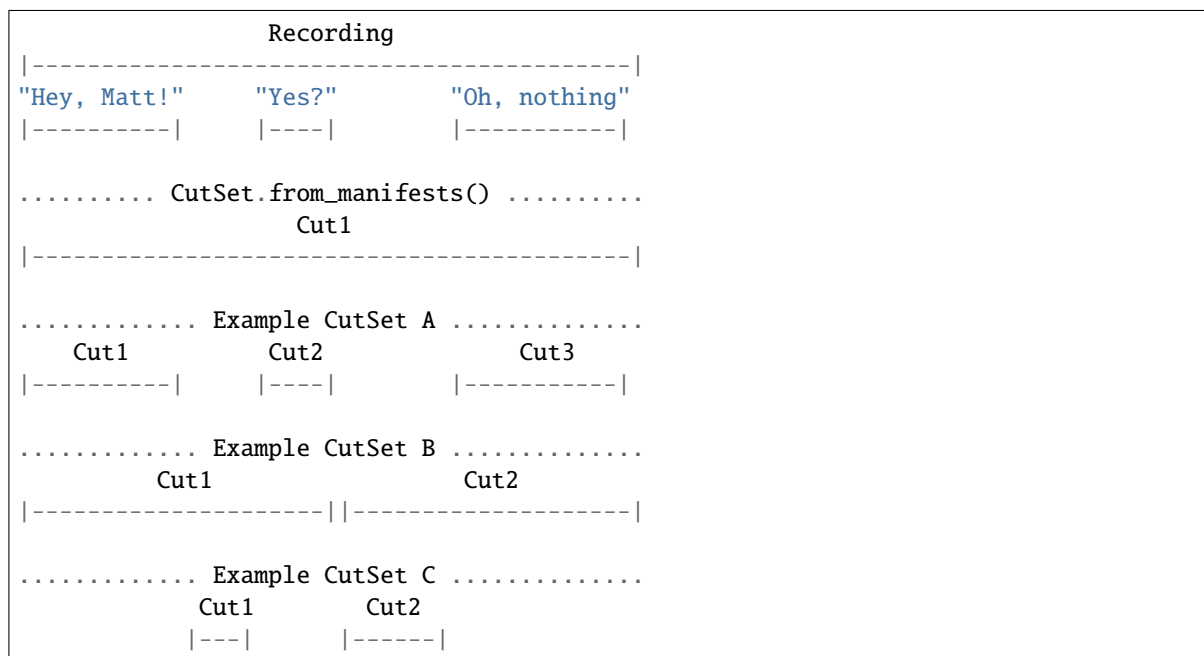 Recording
|-------------------------------------------|
"Hey, Matt!"     "Yes?"        "Oh, nothing"
|----------|     |----|        |-----------|

.......... CutSet.from_manifests() ..........
                    Cut1
|-------------------------------------------|

............. Example CutSet A ..............
    Cut1          Cut2              Cut3
|----------|     |----|        |-----------|

............. Example CutSet B ..............
          Cut1                  Cut2
|---------------------||--------------------|

............. Example CutSet C ..............
             Cut1        Cut2
            |---|      |------|